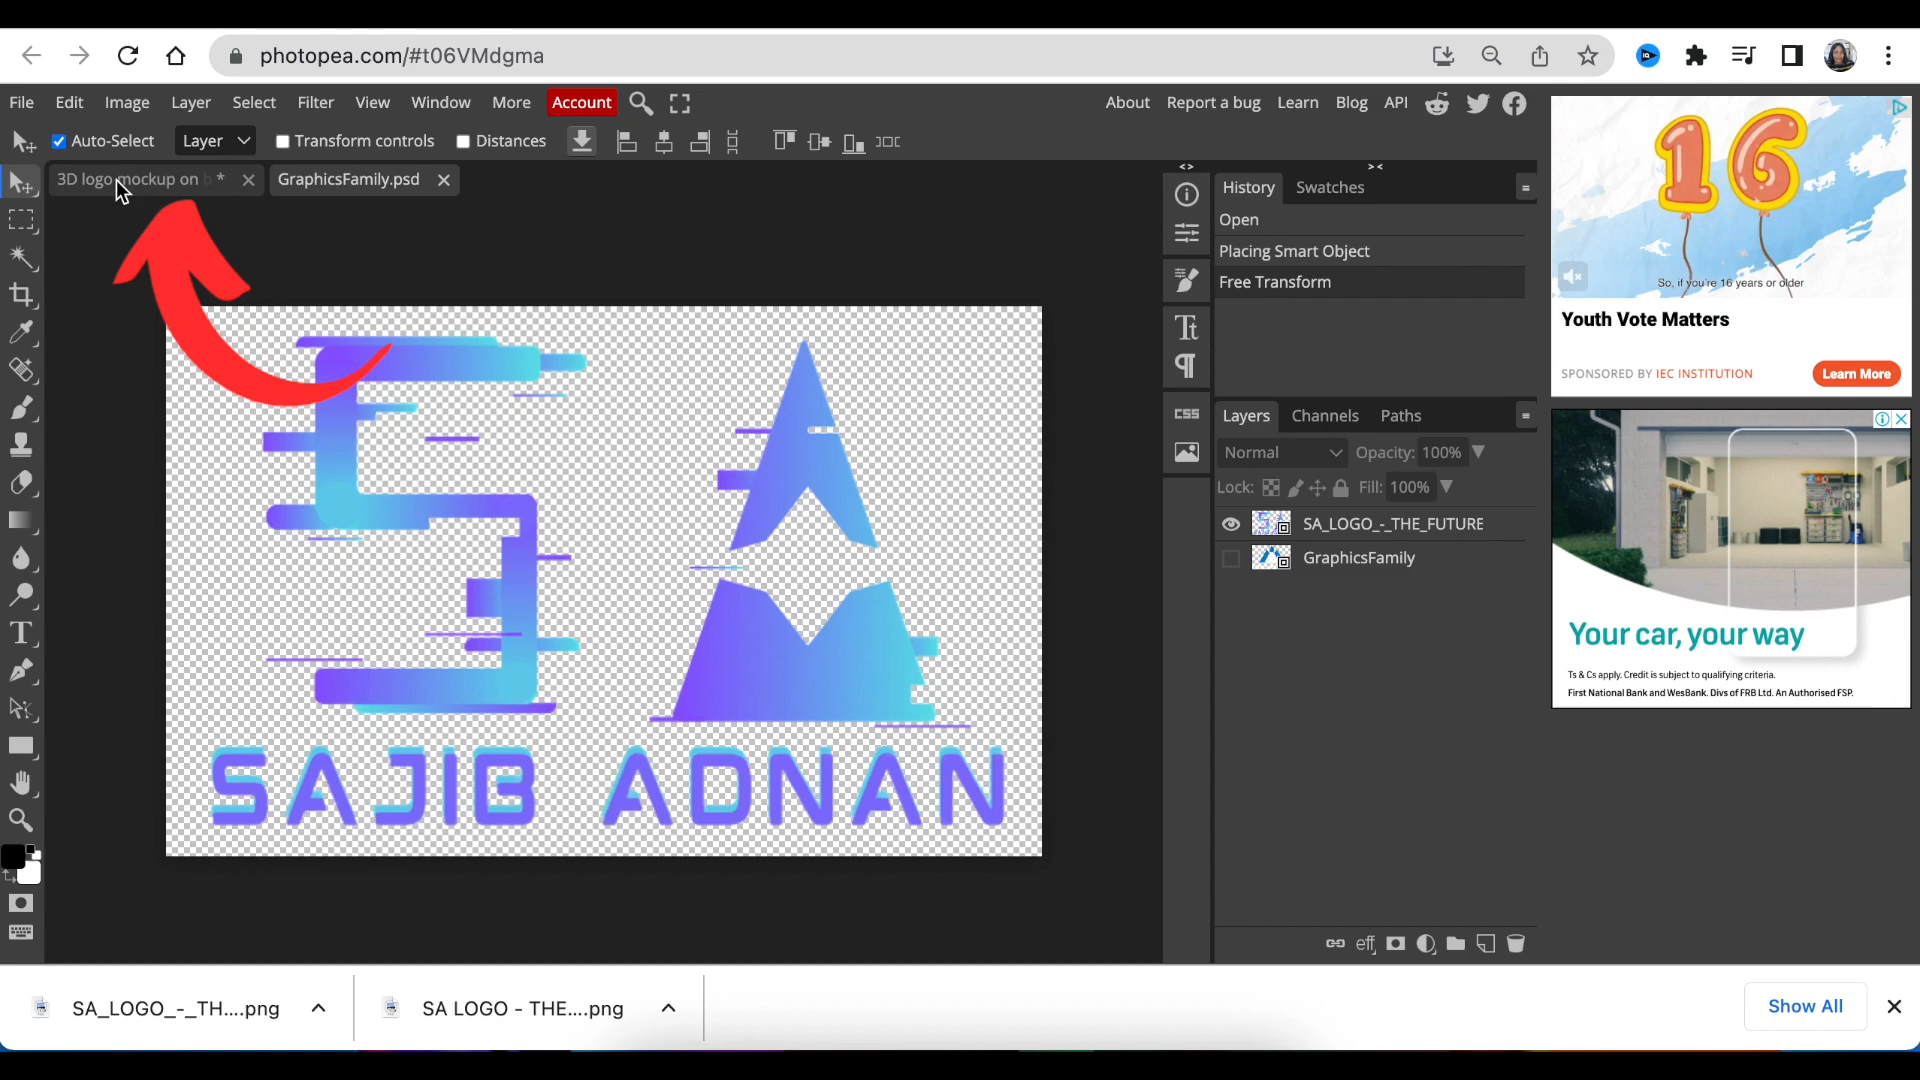 photopea.com/#t06VMdgma
File Edit Image Layer Select Filter View Window More Account
About Report a bug Learn Blog API
Auto-Select Layer Transform controls Distances
3D logo mockup on b *
GraphicsFamily.psd
SAJIB ADNAN
History Swatches
Open
Placing Smart Object
Free Transform
Tt
CSS
Layers Channels Paths
Normal Opacity: 100%
Lock: Fill: 100%
SA_LOGO_-_THE_FUTURE
GraphicsFamily
eff
16
So, if you're 16 years or older
Youth Vote Matters
SPONSORED BY IEC INSTITUTION
Learn More
Your car, your way
Ts & Cs apply. Credit is subject to qualifying criteria.
First National Bank and WesBank. Divs of FRB Ltd. An Authorised FSP.
SA_LOGO_-_TH....png
SA LOGO - THE....png
Show All